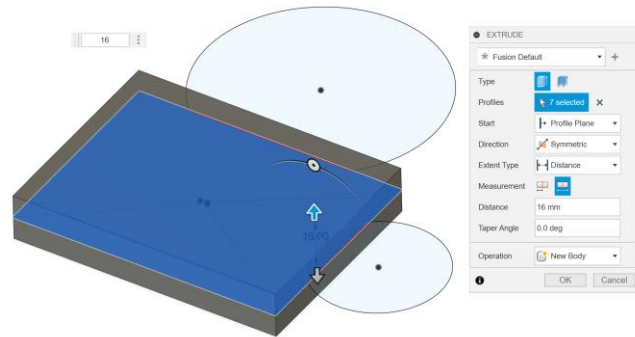 16
16.00
EXTRUDE
Fusion Default
Type
Profiles 7 selected
Start Profile Plane
Direction Symmetric
Extent Type Distance
Measurement
Distance 16 mm
Taper Angle 0.0 deg
Operation New Body
OK Cancel